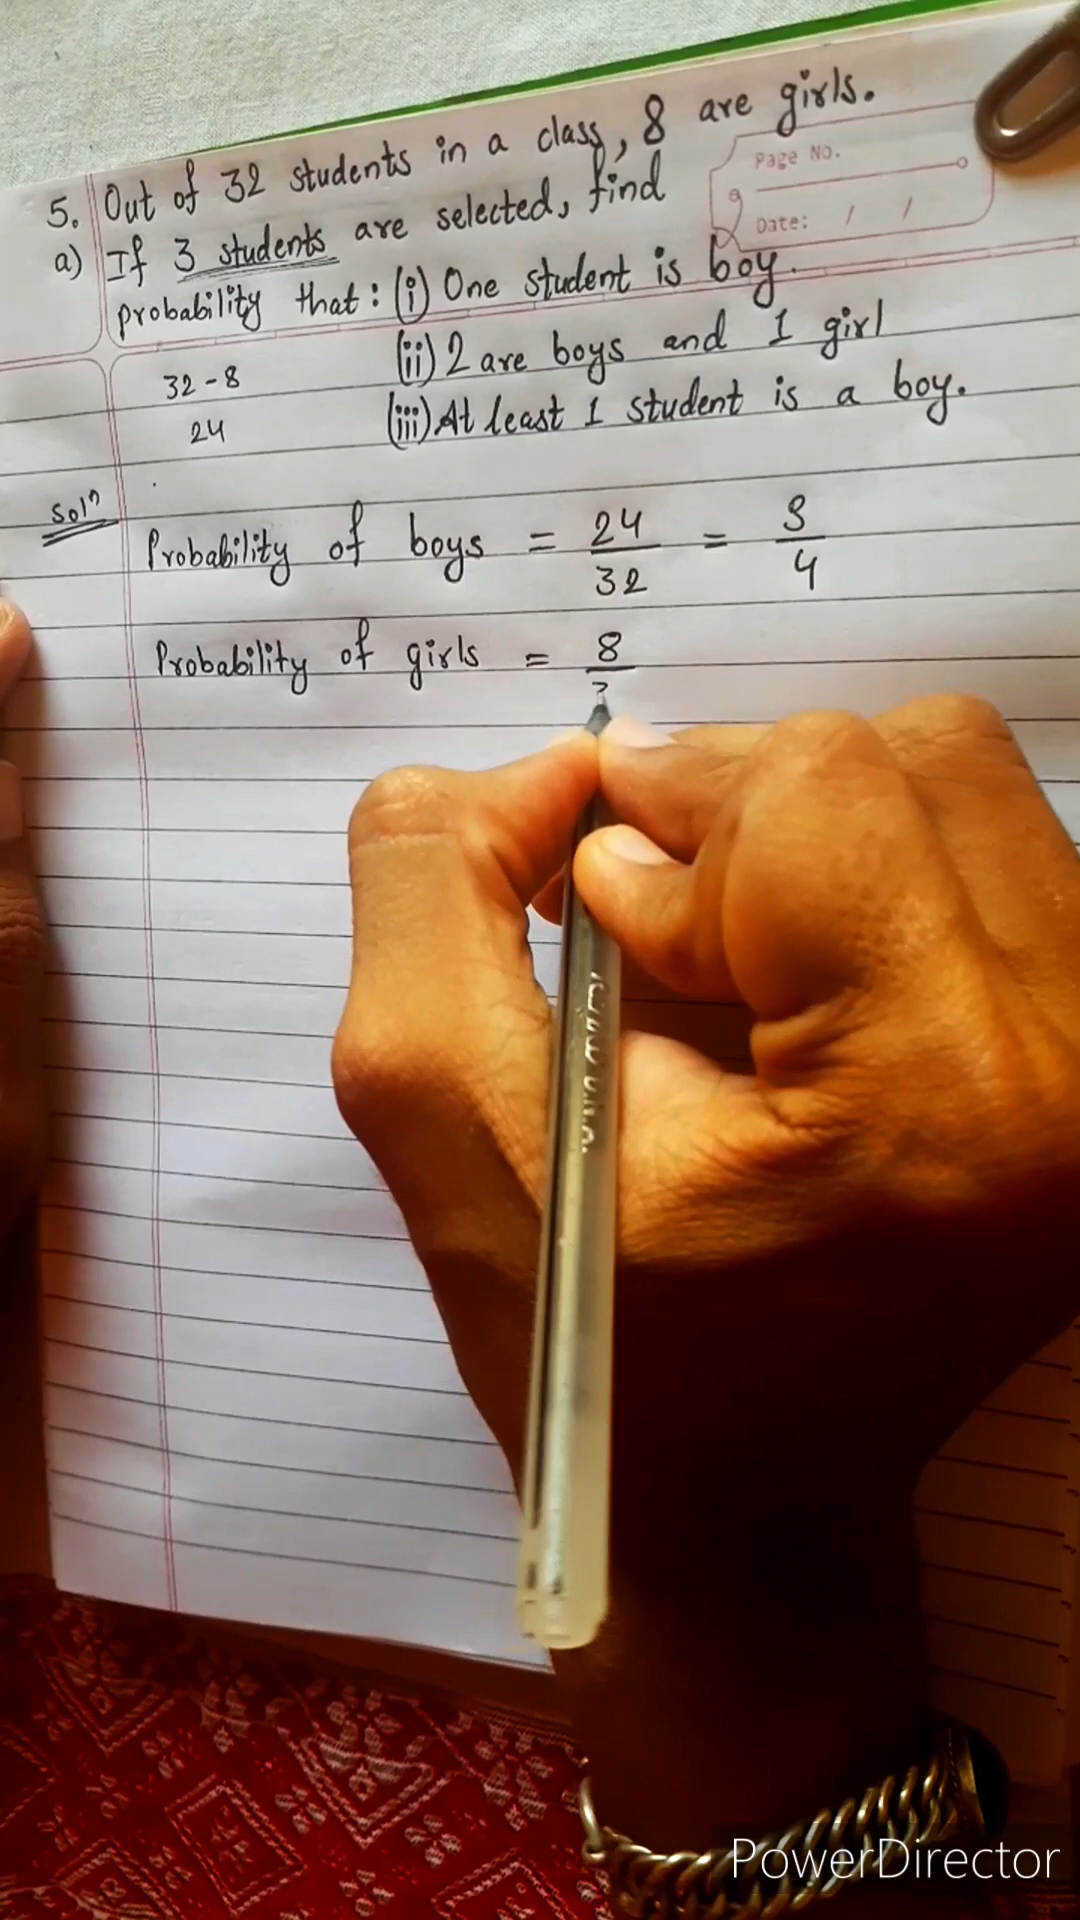 5. Out of 32 students in a class, 8 are girls.
Page No.
a) If 3 students are selected, find
Date: / /
probability that : (i) One student is boy.
(ii) 2 are boys and 1 girl
32 - 8
(iii) At least 1 student is a boy.
24
Solⁿ
Probability of boys = 24/32 = 3/4
Probability of girls = 8/
PowerDirector